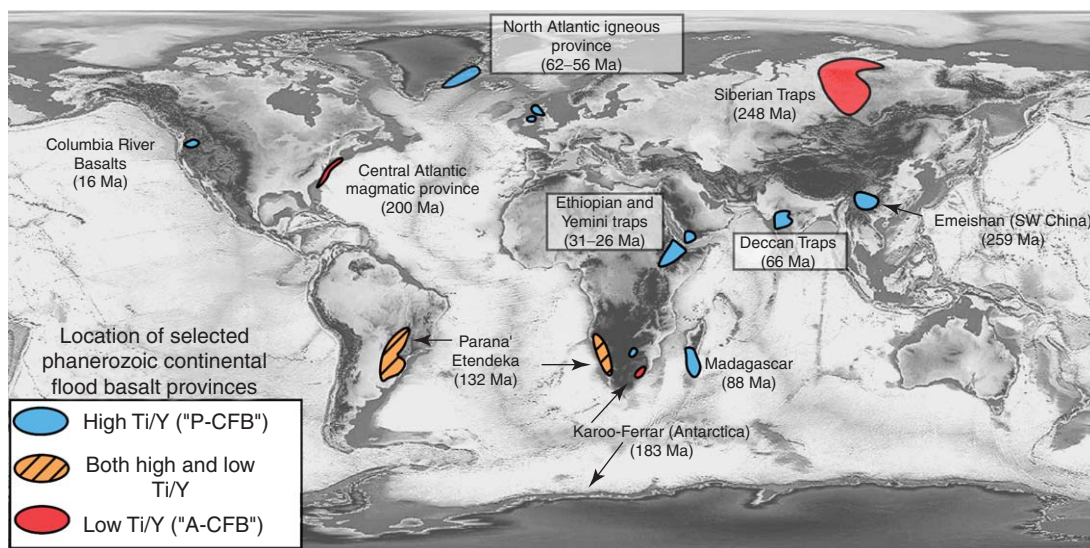 North Atlantic igneous
province
(62–56 Ma)
Siberian Traps
(248 Ma)
Columbia River
Basalts
(16 Ma)
Central Atlantic
magmatic province
(200 Ma)
Ethiopian and
Yemini traps
(31–26 Ma)
Deccan Traps
(66 Ma)
Emeishan (SW China)
(259 Ma)
Parana'
Etendeka
(132 Ma)
Madagascar
(88 Ma)
Karoo-Ferrar (Antarctica)
(183 Ma)
Location of selected
phanerozoic continental
flood basalt provinces
High Ti/Y ("P-CFB")
Both high and low
Ti/Y
Low Ti/Y ("A-CFB")